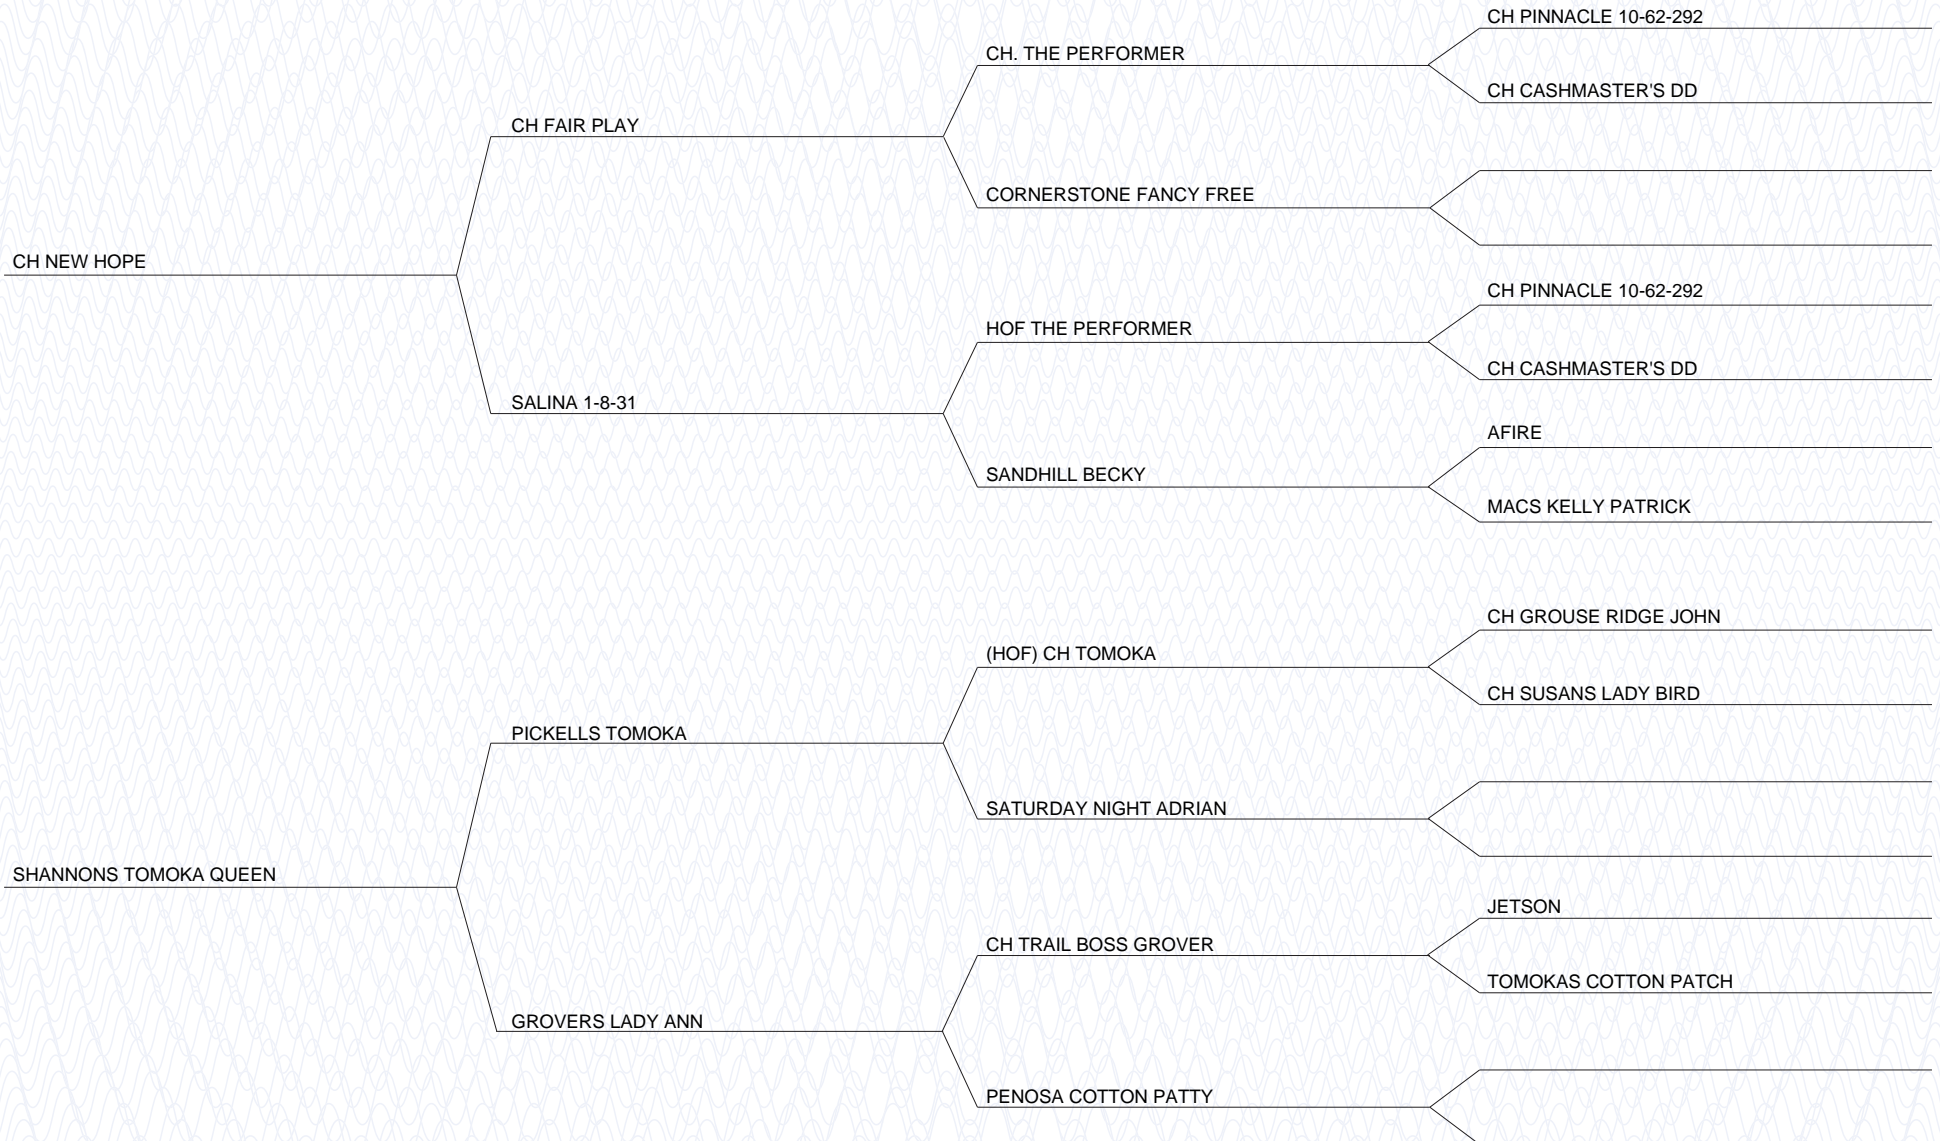 CH PINNACLE 10-62-292
CH. THE PERFORMER
CH CASHMASTER'S DD
CH FAIR PLAY
CORNERSTONE FANCY FREE
CH NEW HOPE
CH PINNACLE 10-62-292
HOF THE PERFORMER
CH CASHMASTER'S DD
SALINA 1-8-31
AFIRE
SANDHILL BECKY
MACS KELLY PATRICK
CH GROUSE RIDGE JOHN
(HOF) CH TOMOKA
CH SUSANS LADY BIRD
PICKELLS TOMOKA
SATURDAY NIGHT ADRIAN
SHANNONS TOMOKA QUEEN
JETSON
CH TRAIL BOSS GROVER
TOMOKAS COTTON PATCH
GROVERS LADY ANN
PENOSA COTTON PATTY